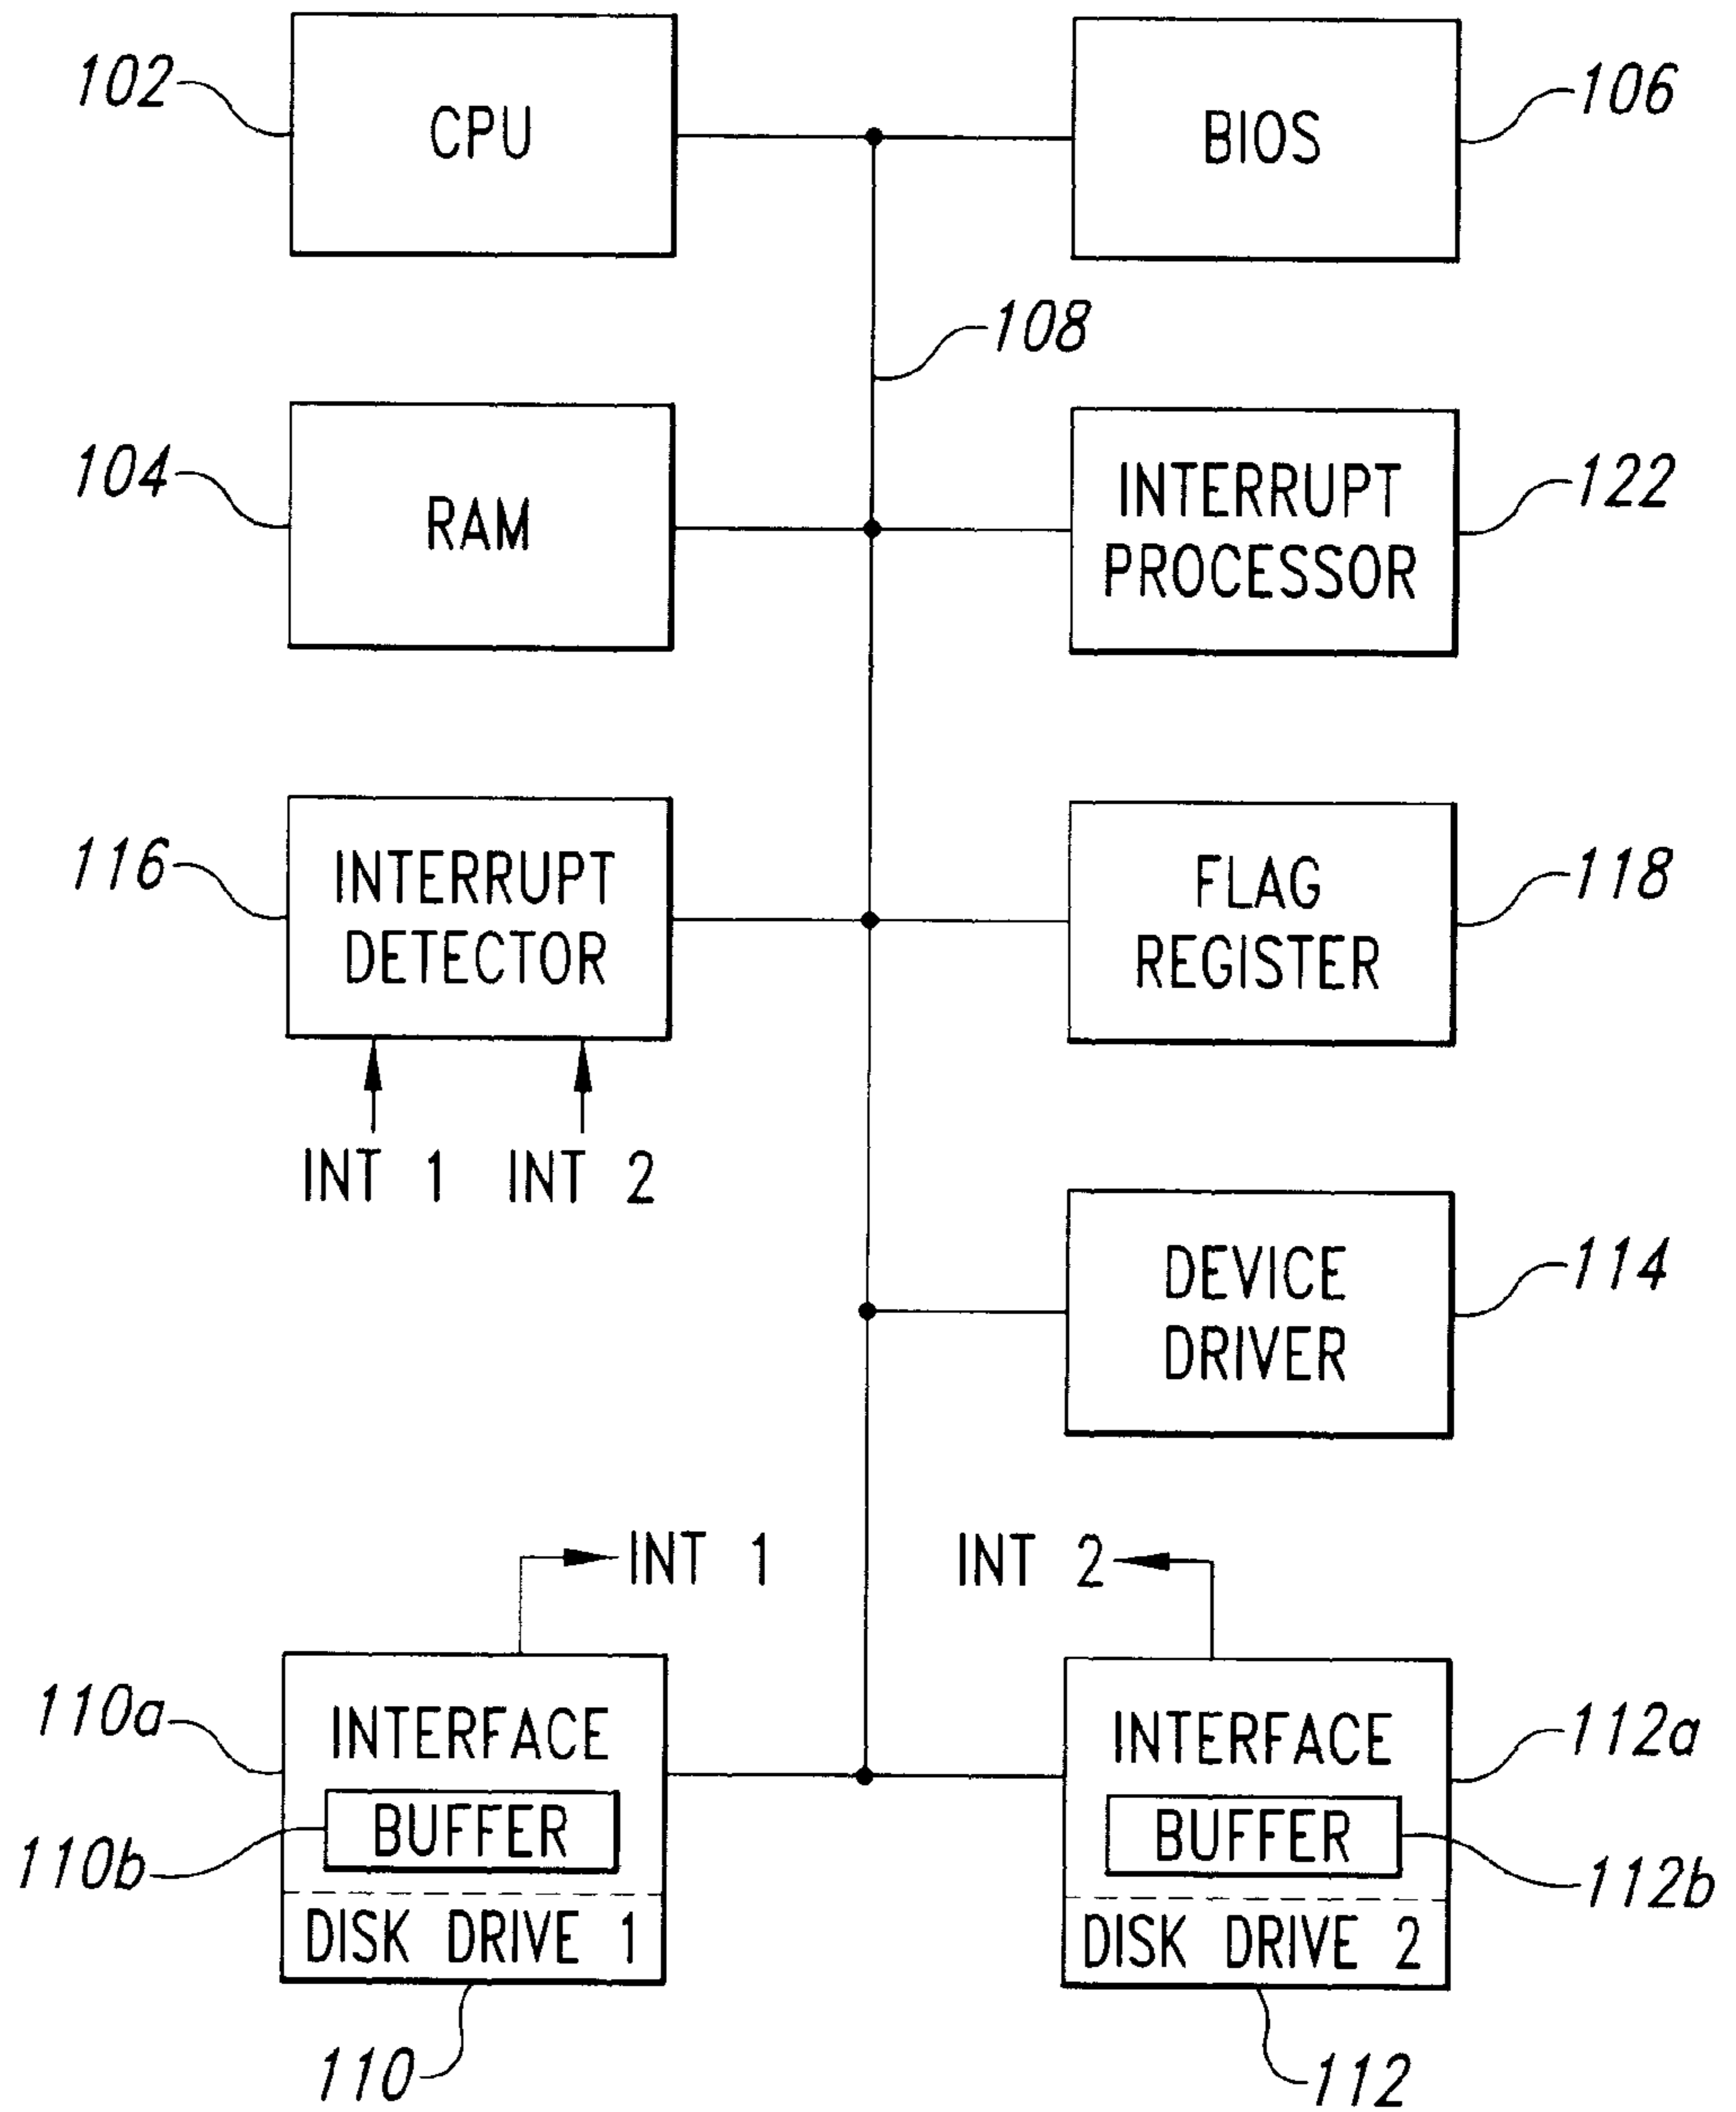 102
CPU
BIOS
106
108
104
RAM
INTERRUPT
PROCESSOR
122
116
INTERRUPT
DETECTOR
FLAG
REGISTER
118
INT 1 INT 2
DEVICE
DRIVER
114
INT 1
INT 2
110a
INTERFACE
BUFFER
110b
DISK DRIVE 1
110
INTERFACE
112a
BUFFER
112b
DISK DRIVE 2
112